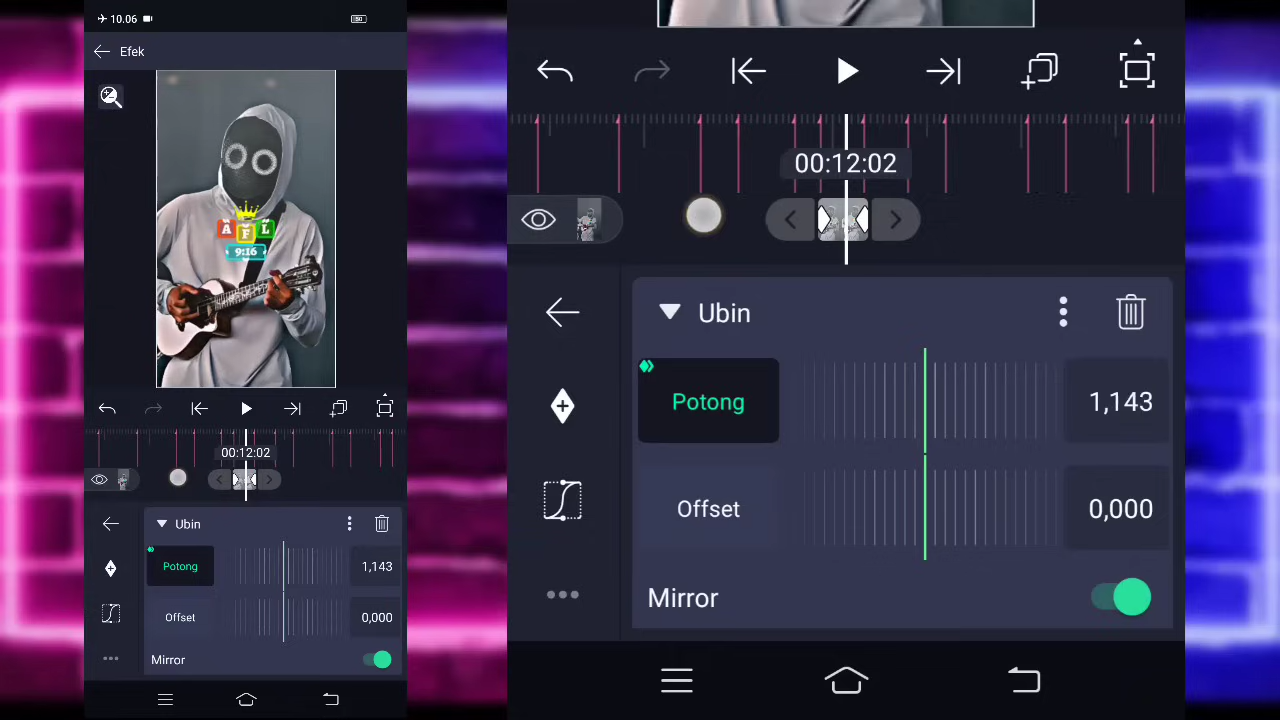 10.06
50
Efek
Ã F̃ L̃
9:16
00:12:02
Ubin
Potong
1,143
Offset
0,000
Mirror
00:12:02
Ubin
Potong
1,143
Offset
0,000
Mirror